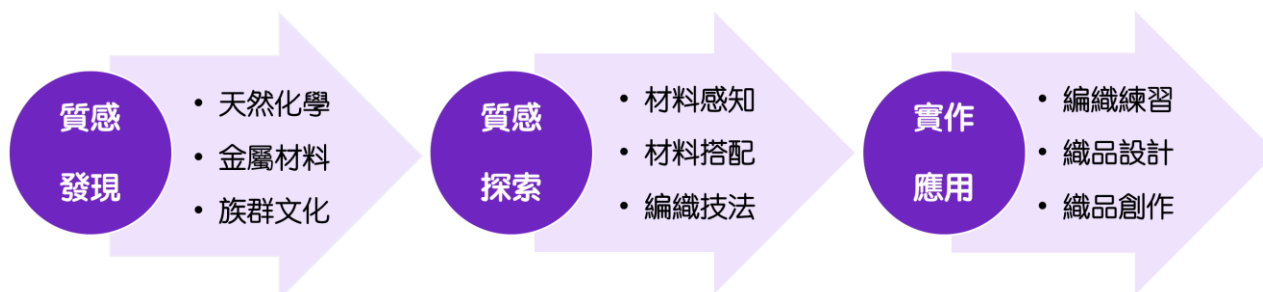 質感
發現
• 天然化學
• 金屬材料
• 族群文化
質感
探索
• 材料感知
• 材料搭配
• 編織技法
實作
應用
• 編織練習
• 織品設計
• 織品創作